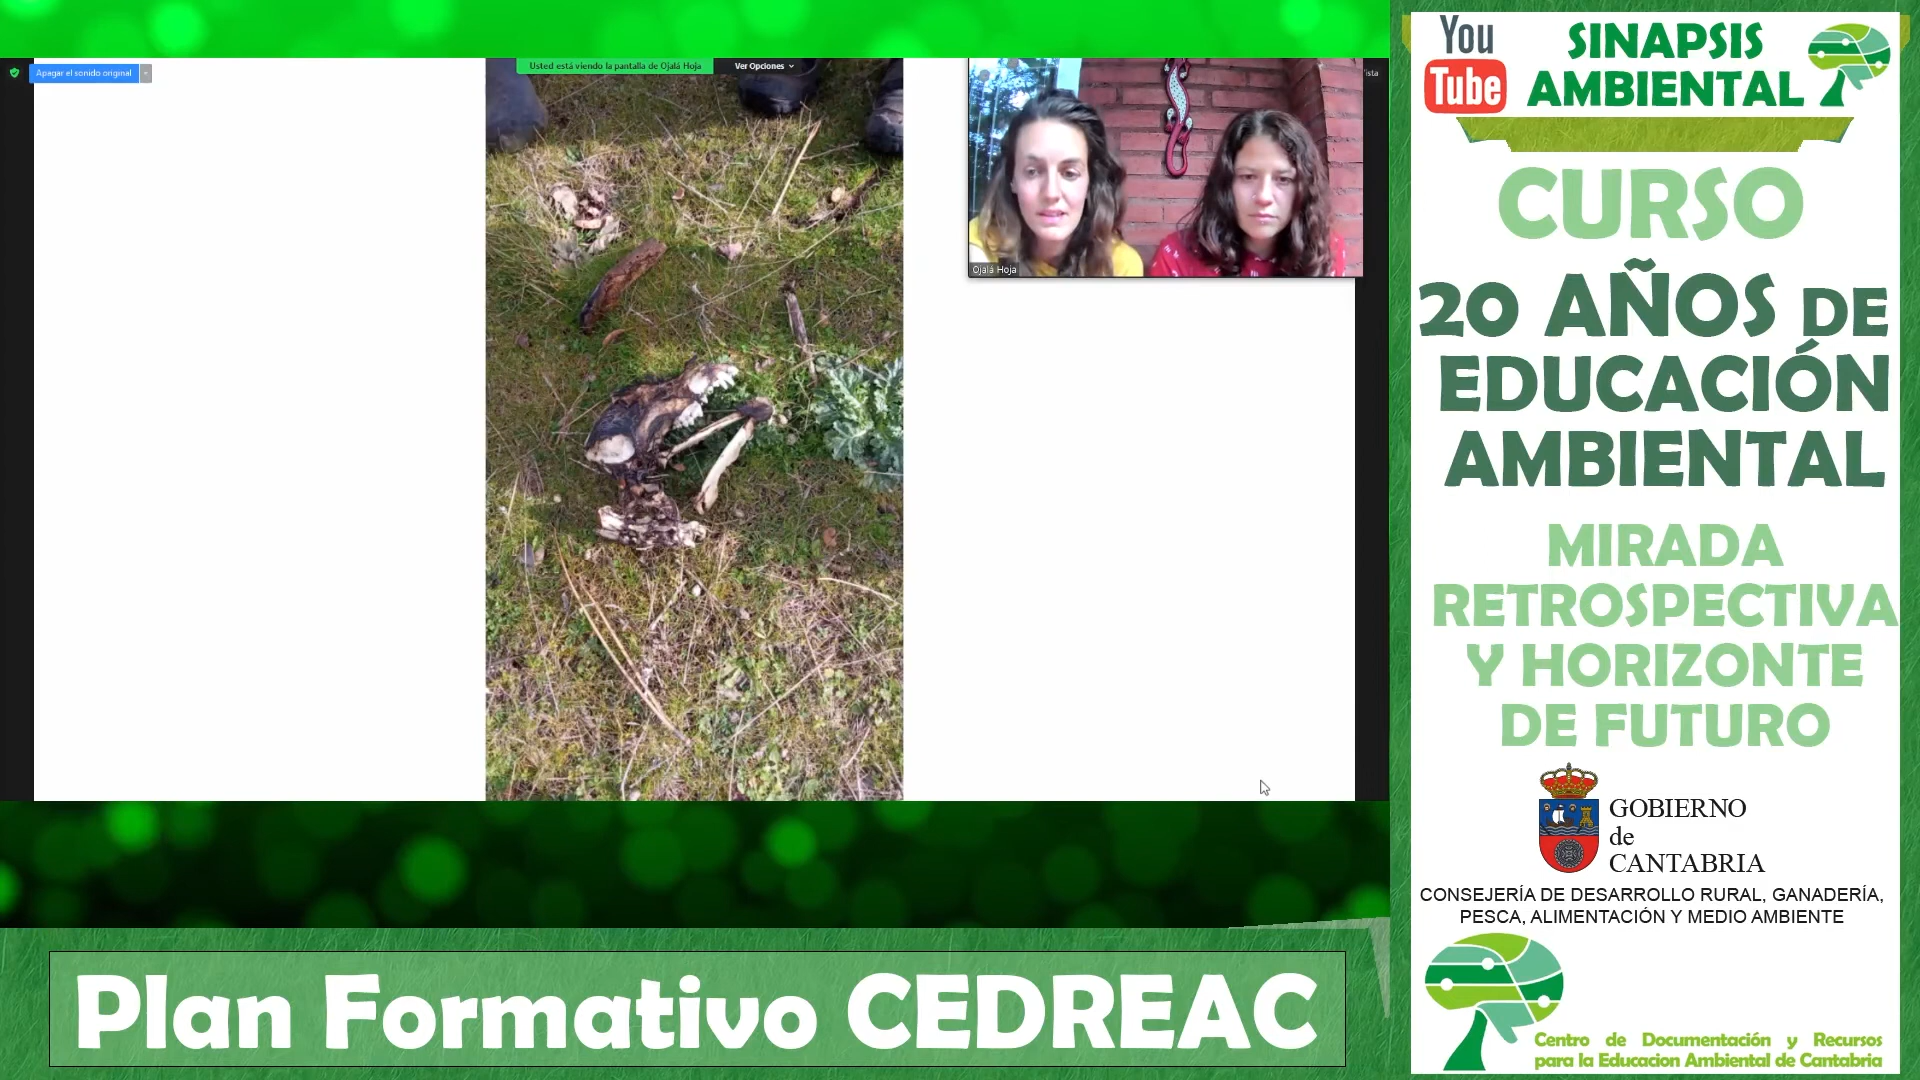 Apagar el sonido original
Usted está viendo la pantalla de Ojalá Hoja
Ver Opciones
ista
Ojalá Hoja
You
Tube
SINAPSIS
AMBIENTAL
CURSO
20 AÑOS DE
EDUCACIÓN
AMBIENTAL
MIRADA
RETROSPECTIVA
Y HORIZONTE
DE FUTURO
GOBIERNO
de
CANTABRIA
CONSEJERÍA DE DESARROLLO RURAL, GANADERÍA,
PESCA, ALIMENTACIÓN Y MEDIO AMBIENTE
Centro de Documentación y Recursos
para la Educacion Ambiental de Cantabria
Plan Formativo CEDREAC